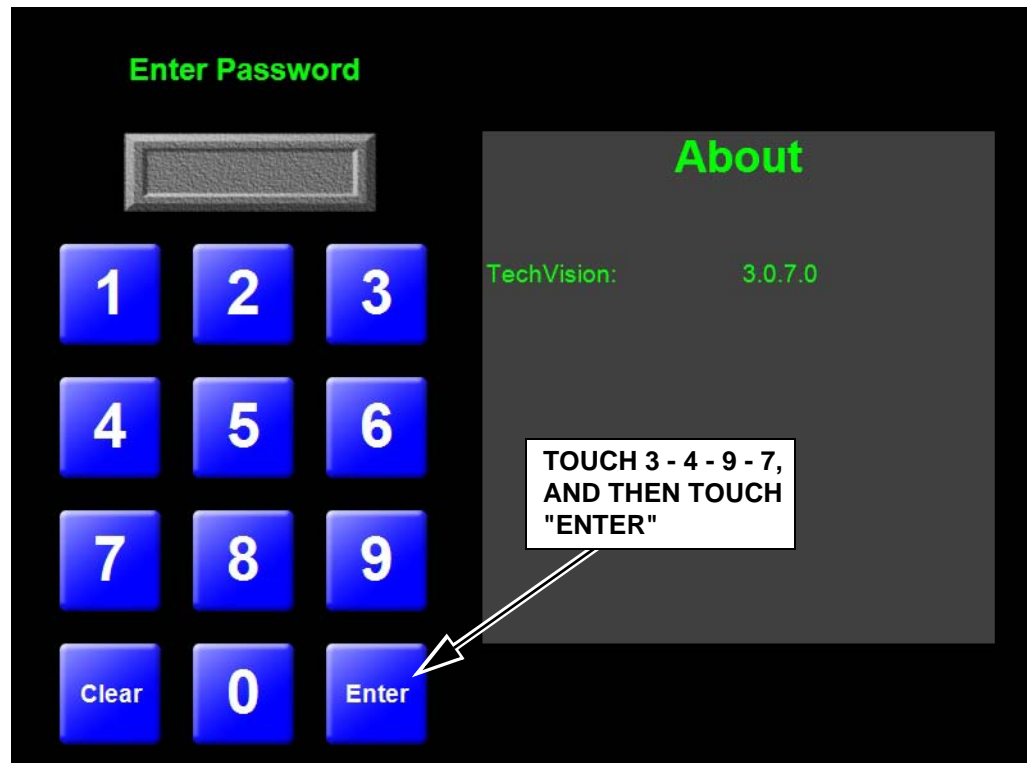 Enter Password
About
TechVision: 3.0.7.0
1 2 3
4 5 6
TOUCH 3 - 4 - 9 - 7,
AND THEN TOUCH
"ENTER"
7 8 9
Clear 0 Enter